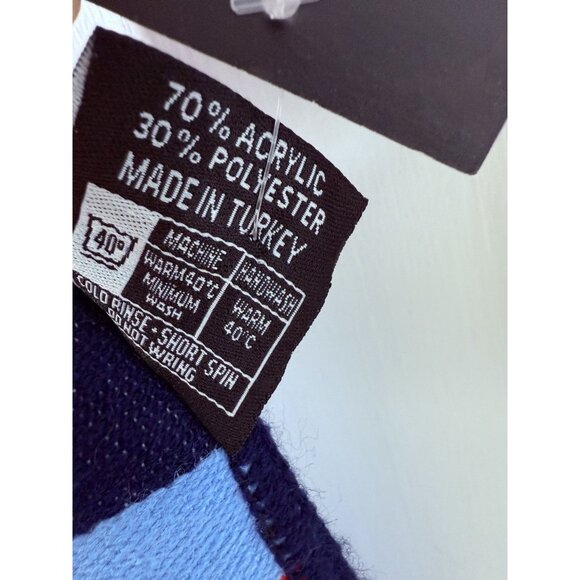 70% ACRYLIC
30% POLYESTER
MADE IN TURKEY
40°
MACHINE
WARM 40°C
MINIMUM
WASH
HANDWASH
WARM
40°C
COLD RINSE • SHORT SPIN
DO NOT WRING